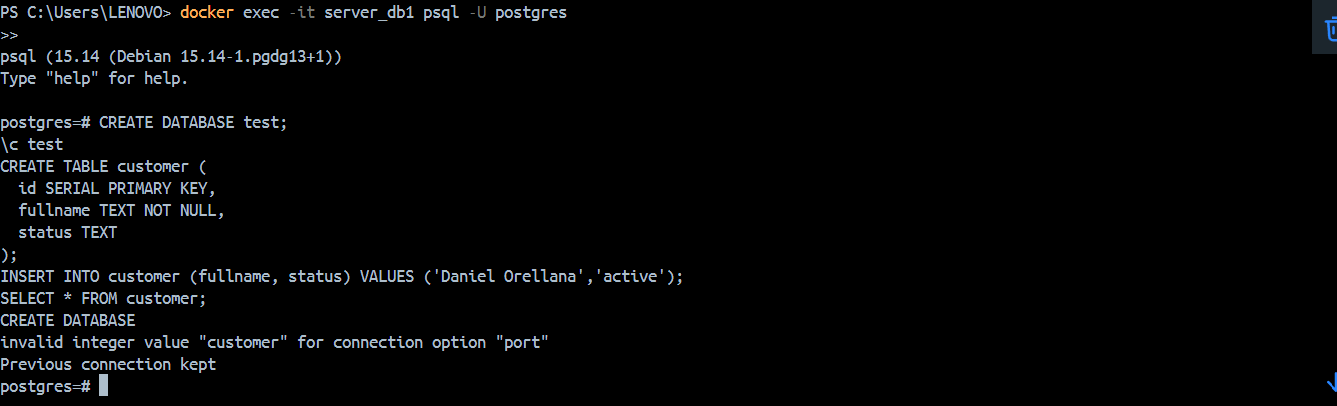 PS C:\Users\LENOVO> docker exec -it server_db1 psql -U postgres
>>
psql (15.14 (Debian 15.14-1.pgdg13+1))
Type "help" for help.
postgres=# CREATE DATABASE test;
\c test
CREATE TABLE customer (
  id SERIAL PRIMARY KEY,
  fullname TEXT NOT NULL,
  status TEXT
);
INSERT INTO customer (fullname, status) VALUES ('Daniel Orellana','active');
SELECT * FROM customer;
CREATE DATABASE
invalid integer value "customer" for connection option "port"
Previous connection kept
postgres=#